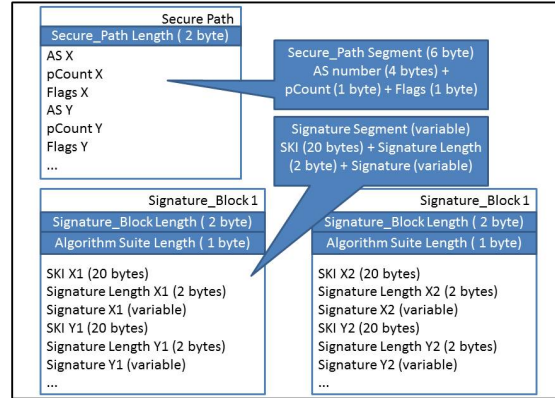 Secure Path
Secure_Path Length ( 2 byte)
AS X
pCount X
Flags X
AS Y
pCount Y
Flags Y
...
Secure_Path Segment (6 byte)
AS number (4 bytes) +
pCount (1 byte) + Flags (1 byte)
Signature Segment (variable)
SKI (20 bytes) + Signature Length
(2 byte) + Signature (variable)
Signature_Block 1
Signature_Block Length ( 2 byte)
Algorithm Suite Length ( 1 byte)
SKI X1 (20 bytes)
Signature Length X1 (2 bytes)
Signature X1 (variable)
SKI Y1 (20 bytes)
Signature Length Y1 (2 bytes)
Signature Y1 (variable)
...
Signature_Block 1
Signature_Block Length ( 2 byte)
Algorithm Suite Length ( 1 byte)
SKI X2 (20 bytes)
Signature Length X2 (2 bytes)
Signature X2 (variable)
SKI Y2 (20 bytes)
Signature Length Y2 (2 bytes)
Signature Y2 (variable)
...